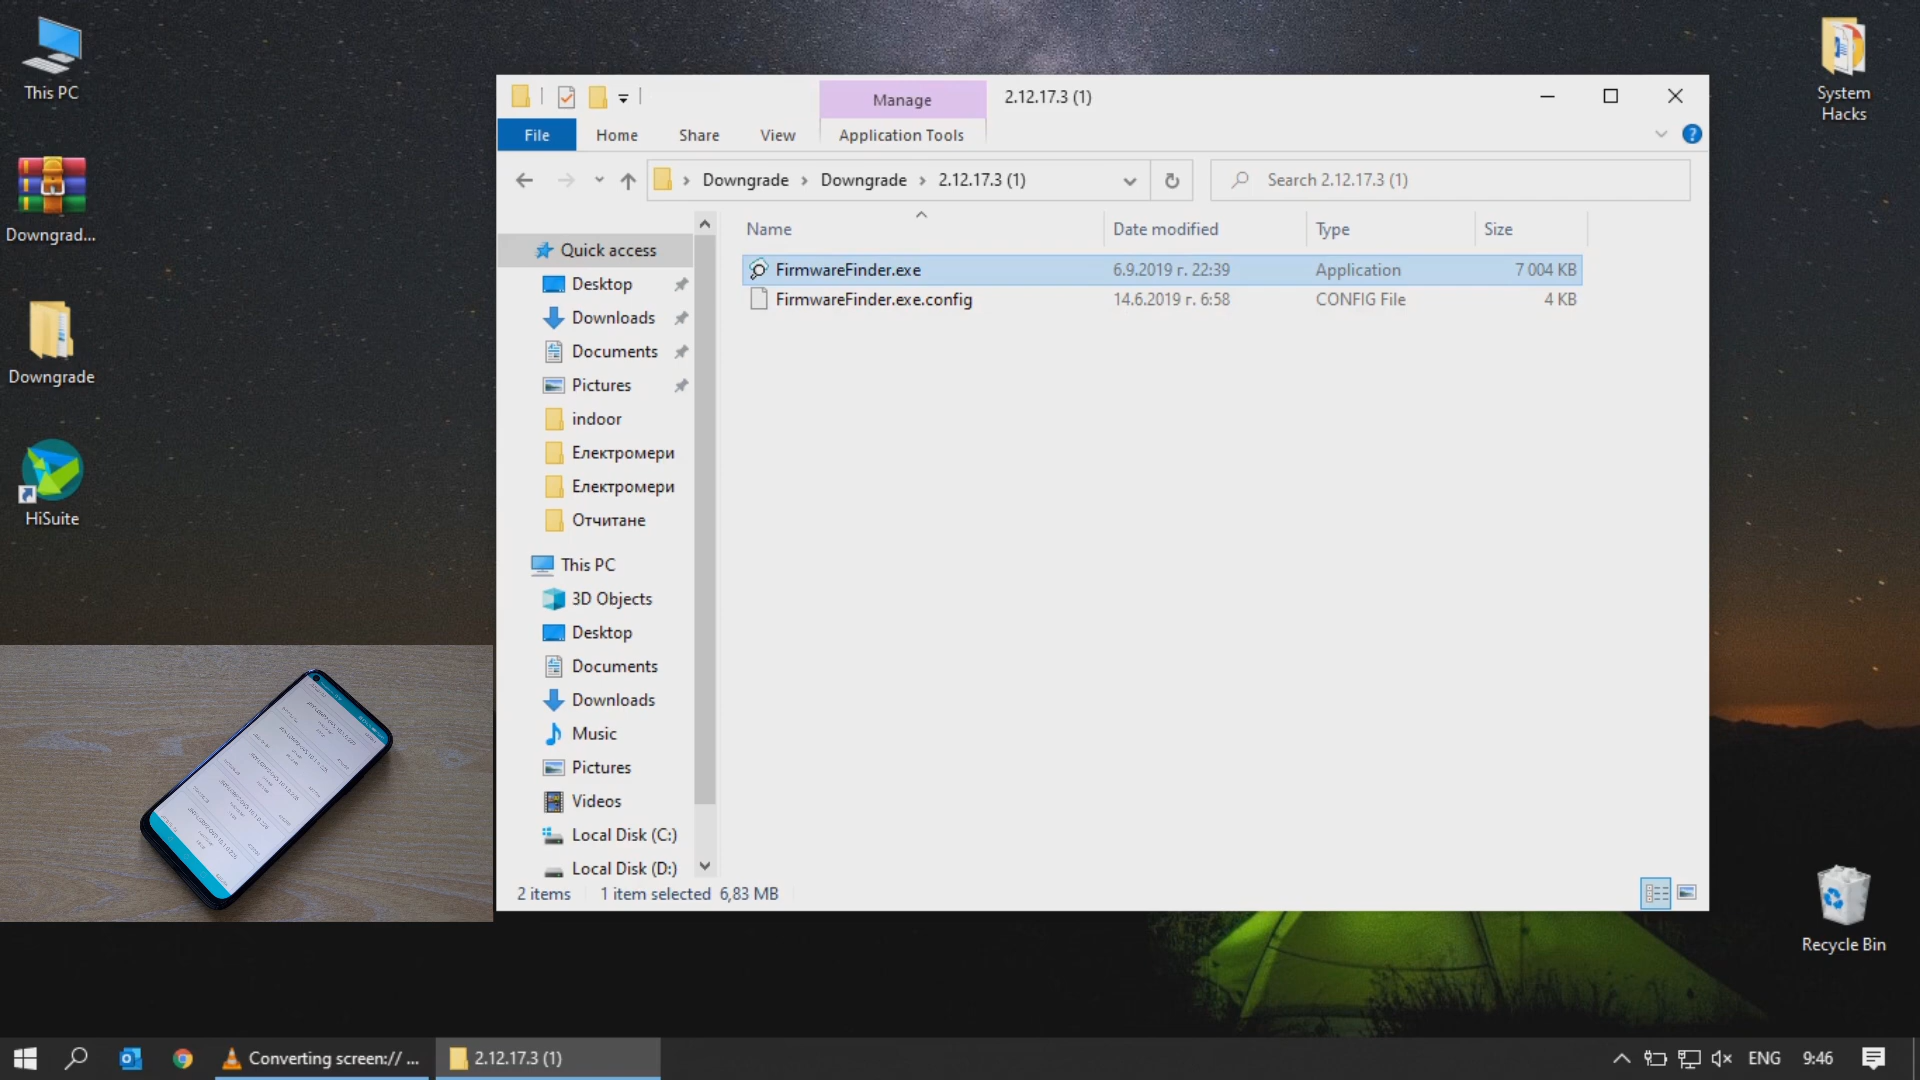 This PC
Downgrad...
Downgrade
HiSuite
System
Hacks
Recycle Bin
Manage
2.12.17.3 (1)
File
Home
Share
View
Application Tools
Downgrade
Downgrade
2.12.17.3 (1)
Search 2.12.17.3 (1)
Name
Date modified
Type
Size
FirmwareFinder.exe
6.9.2019 г. 22:39
Application
7 004 KB
FirmwareFinder.exe.config
14.6.2019 г. 6:58
CONFIG File
4 KB
Quick access
Desktop
Downloads
Documents
Pictures
indoor
Електромери
Електромери
Отчитане
This PC
3D Objects
Desktop
Documents
Downloads
Music
Pictures
Videos
Local Disk (C:)
Local Disk (D:)
2 items
1 item selected 6,83 MB
Converting screen:// ...
2.12.17.3 (1)
ENG
9:46